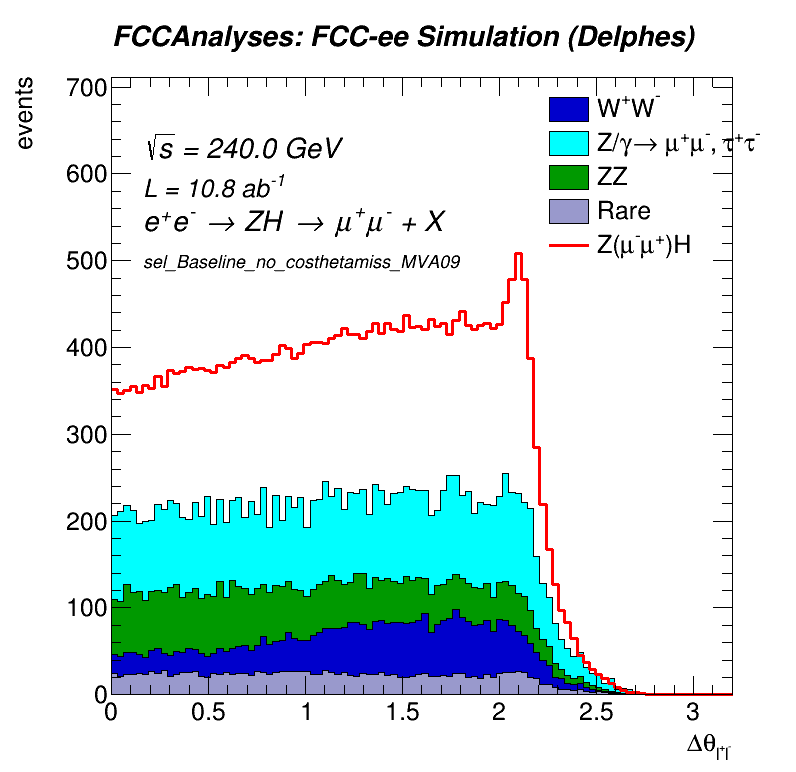 FCCAnalyses: FCC-ee Simulation (Delphes)
events
700
600
500
400
300
200
100
0
√s = 240.0 GeV
L = 10.8 ab⁻¹
e⁺e⁻ → ZH → μ⁺μ⁻ + X
sel_Baseline_no_costhetamiss_MVA09
W⁺W⁻
Z/γ→ μ⁺μ⁻, τ⁺τ⁻
ZZ
Rare
Z(μ⁻μ⁺)H
0 0.5 1 1.5 2 2.5 3
Δθ_{l⁺l⁻}